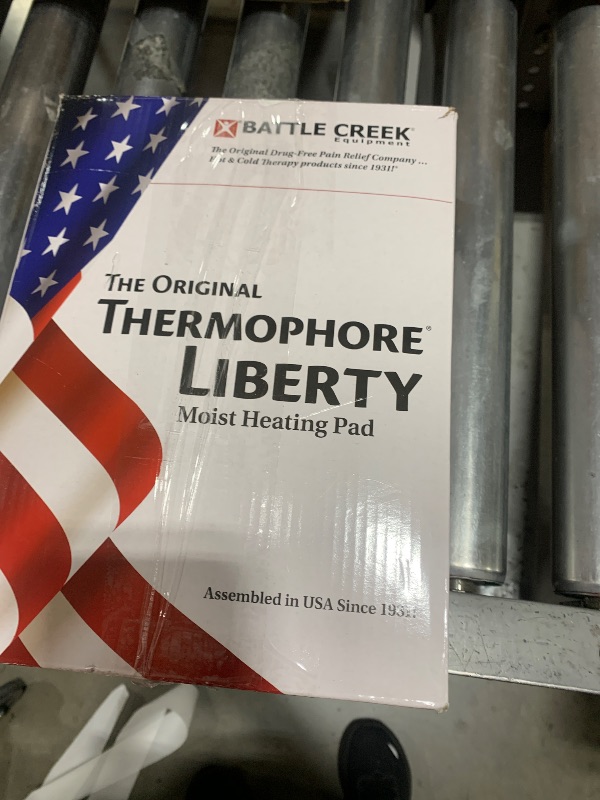 BATTLE CREEK®
Equipment
The Original Drug-Free Pain Relief Company ...
Hot & Cold Therapy products since 1931!®
THE ORIGINAL
THERMOPHORE®
LIBERTY
Moist Heating Pad
Assembled in USA Since 1931!